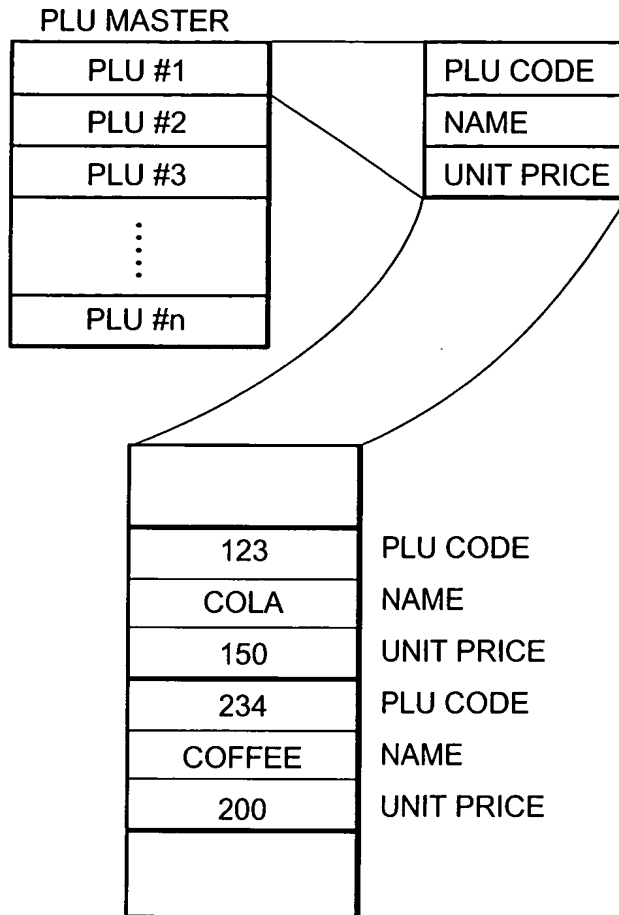 PLU MASTER
PLU #1
PLU #2
PLU #3
PLU #n
PLU CODE
NAME
UNIT PRICE
123 PLU CODE
COLA NAME
150 UNIT PRICE
234 PLU CODE
COFFEE NAME
200 UNIT PRICE